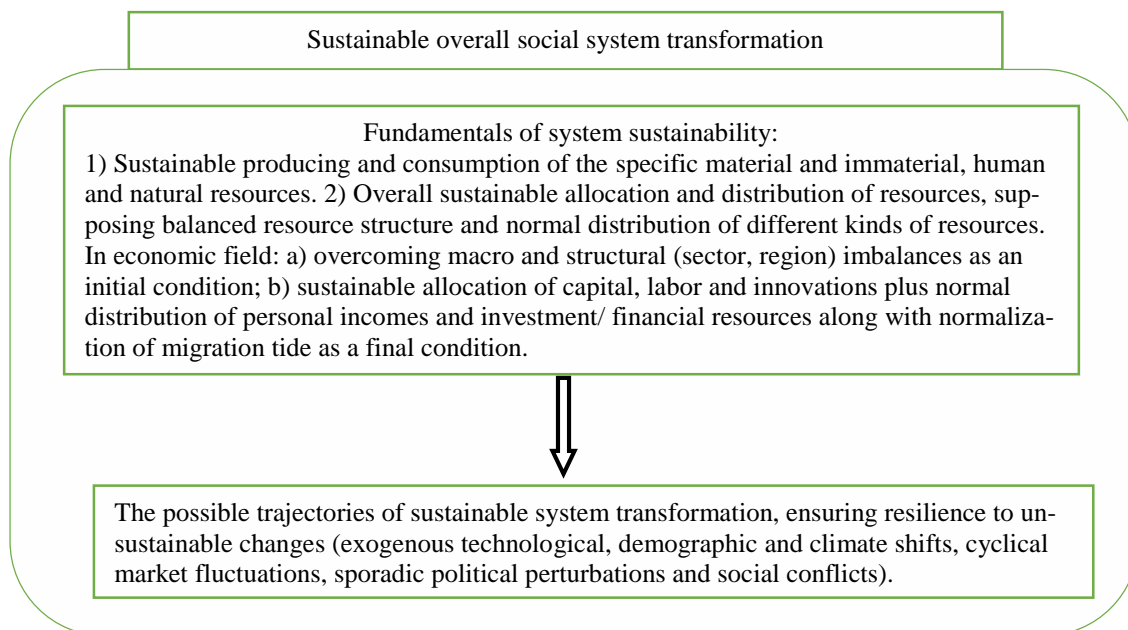 Sustainable overall social system transformation
Fundamentals of system sustainability:
1) Sustainable producing and consumption of the specific material and immaterial, human
and natural resources. 2) Overall sustainable allocation and distribution of resources, sup-
posing balanced resource structure and normal distribution of different kinds of resources.
In economic field: a) overcoming macro and structural (sector, region) imbalances as an
initial condition; b) sustainable allocation of capital, labor and innovations plus normal
distribution of personal incomes and investment/ financial resources along with normaliza-
tion of migration tide as a final condition.
The possible trajectories of sustainable system transformation, ensuring resilience to un-
sustainable changes (exogenous technological, demographic and climate shifts, cyclical
market fluctuations, sporadic political perturbations and social conflicts).